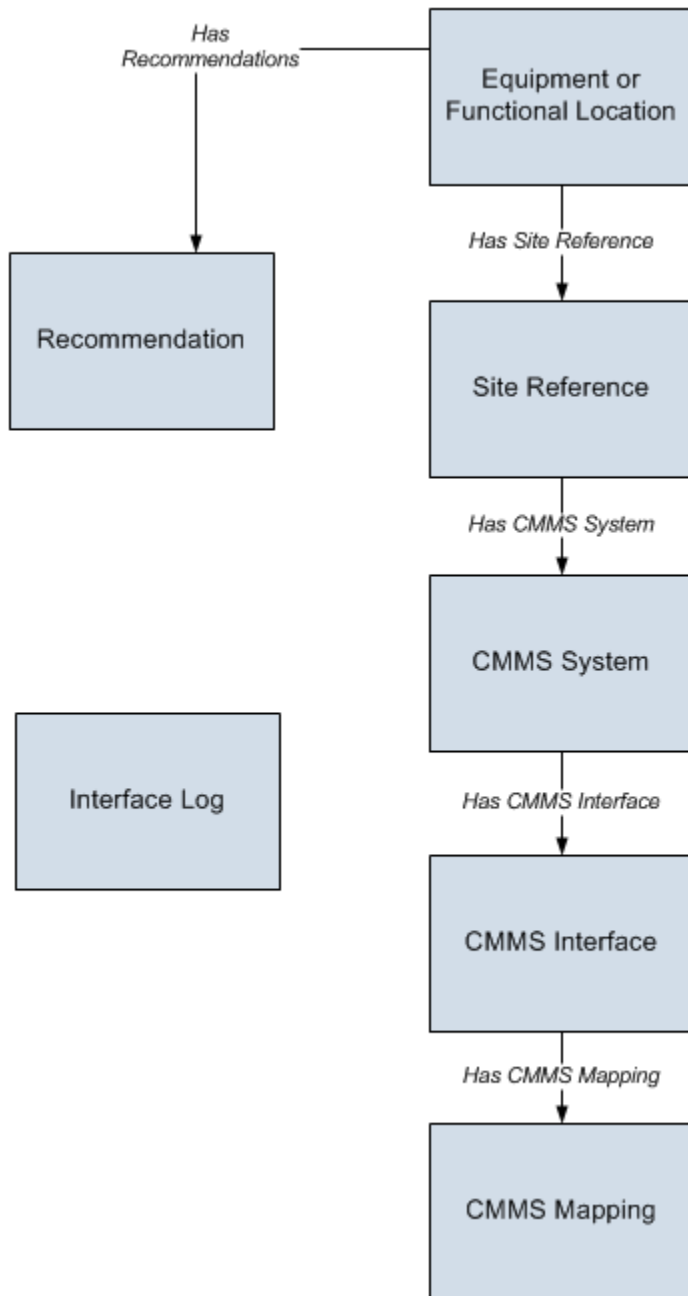 Has
Recommendations
Equipment or
Functional Location
Has Site Reference
Recommendation
Site Reference
Has CMMS System
CMMS System
Interface Log
Has CMMS Interface
CMMS Interface
Has CMMS Mapping
CMMS Mapping